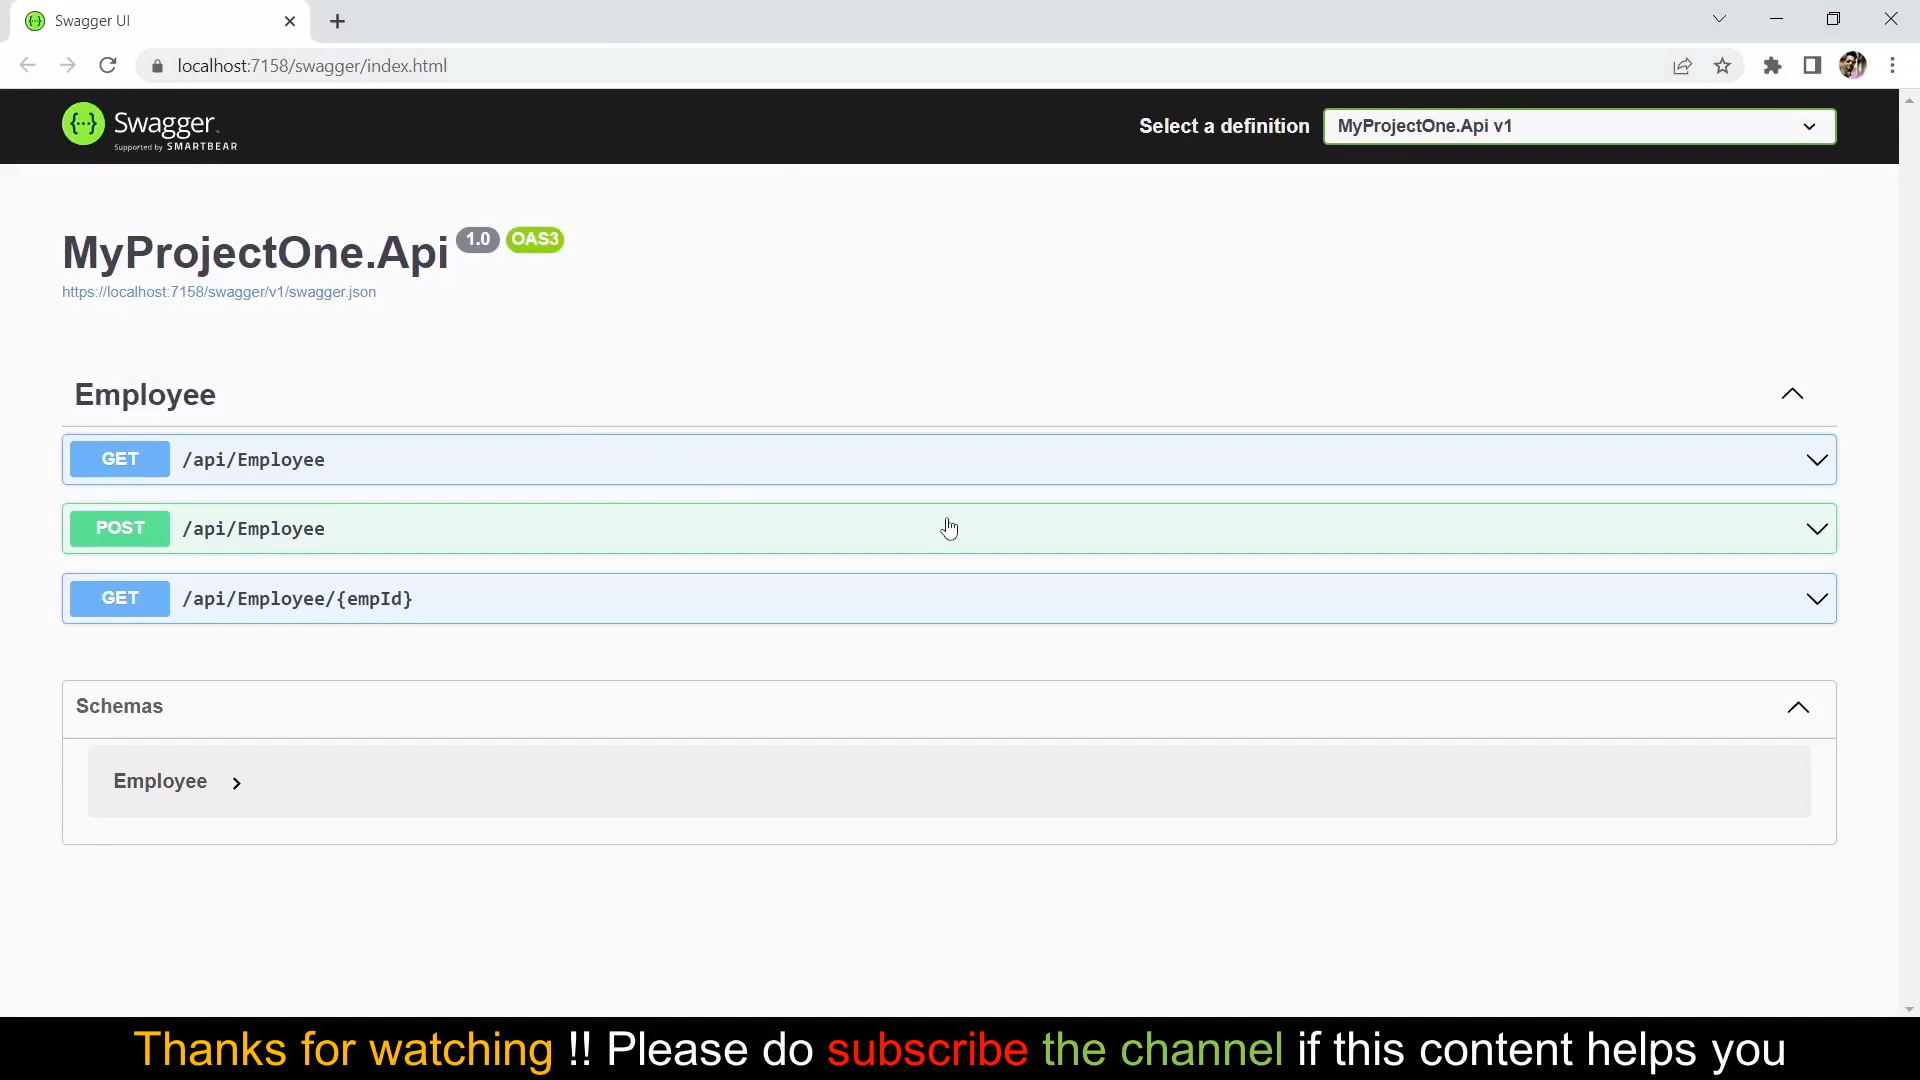 Swagger UI
localhost:7158/swagger/index.html
{···} Swagger
Supported by SMARTBEAR
Select a definition
MyProjectOne.Api v1
MyProjectOne.Api 1.0 OAS3
https://localhost:7158/swagger/v1/swagger.json
Employee
GET /api/Employee
POST /api/Employee
GET /api/Employee/{empId}
Schemas
Employee
Thanks for watching !! Please do subscribe the channel if this content helps you